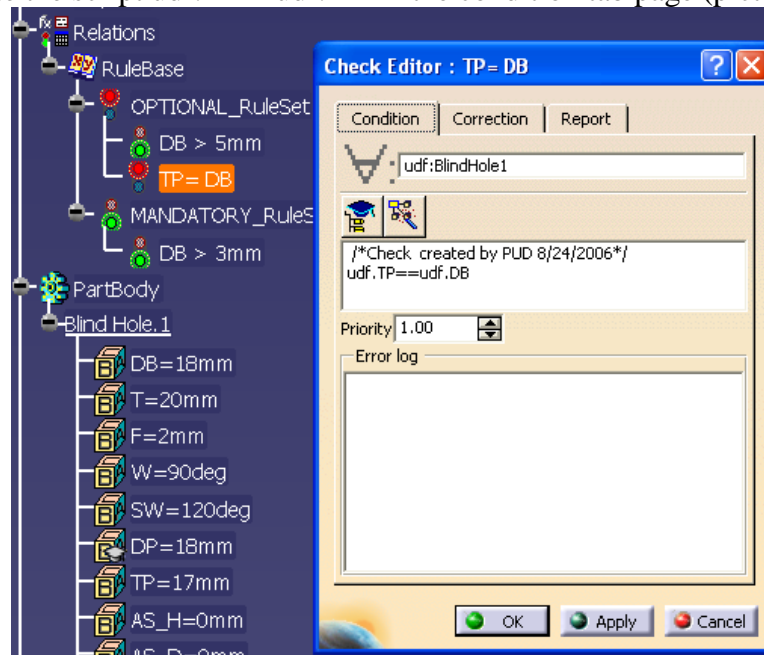 Relations
RuleBase
OPTIONAL_RuleSet
DB > 5mm
TP= DB
MANDATORY_RuleS
DB > 3mm
PartBody
Blind Hole.1
DB=18mm
T=20mm
F=2mm
W=90deg
SW=120deg
DP=18mm
TP=17mm
AS_H=0mm
Check Editor : TP= DB
Condition
Correction
Report
udf:BlindHole1
/*Check created by PUD 8/24/2006*/
udf.TP==udf.DB
Priority 1.00
Error log
OK
Apply
Cancel